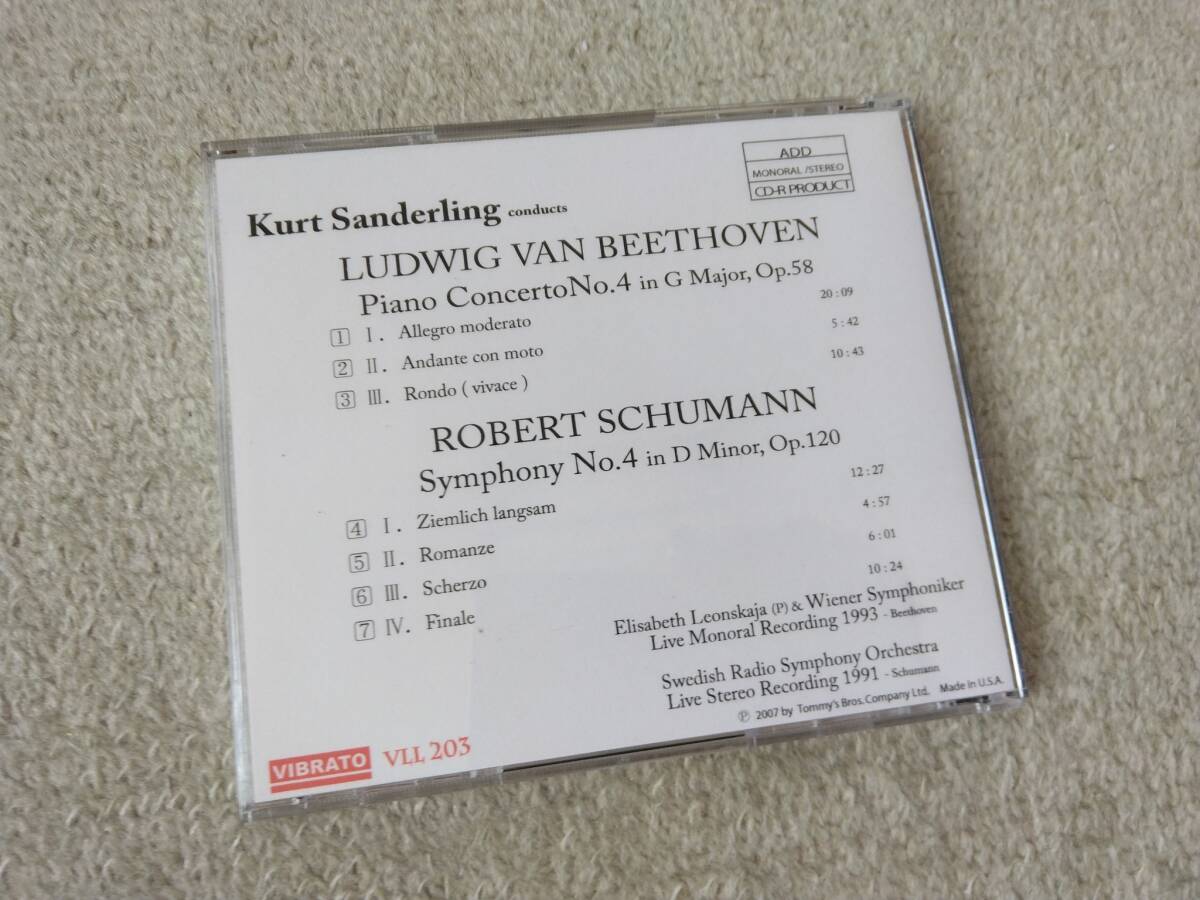 ADD
MONORAL /STEREO
CD-R PRODUCT
Kurt Sanderling conducts
LUDWIG VAN BEETHOVEN
Piano ConcertoNo.4 in G Major, Op.58
1 I. Allegro moderato 20:09
2 II. Andante con moto 5:42
3 III. Rondo ( vivace ) 10:43
ROBERT SCHUMANN
Symphony No.4 in D Minor, Op.120
4 I. Ziemlich langsam 12:27
5 II. Romanze 4:57
6 III. Scherzo 6:01
7 IV. Finale 10:24
Elisabeth Leonskaja (P) & Wiener Symphoniker
Live Monoral Recording 1993 - Beethoven
Swedish Radio Symphony Orchestra
Live Stereo Recording 1991 - Schumann
℗ 2007 by Tommy's Bros. Company Ltd. Made in U.S.A.
VIBRATO VLL 203